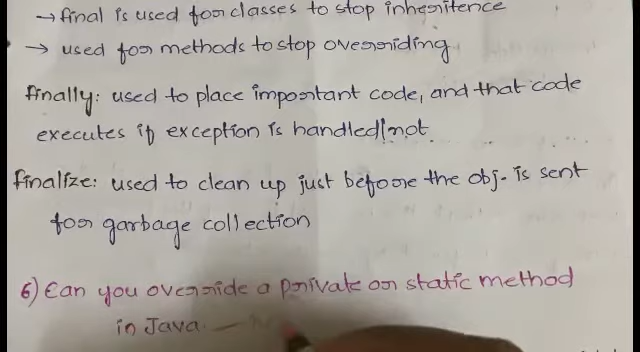 → final is used for classes to stop inheritence
→ used for methods to stop overriding
finally: used to place important code, and that code
executes if exception is handled/not
finalize: used to clean up just before the obj. is sent
for garbage collection
6) Can you override a private or static method
in Java. —